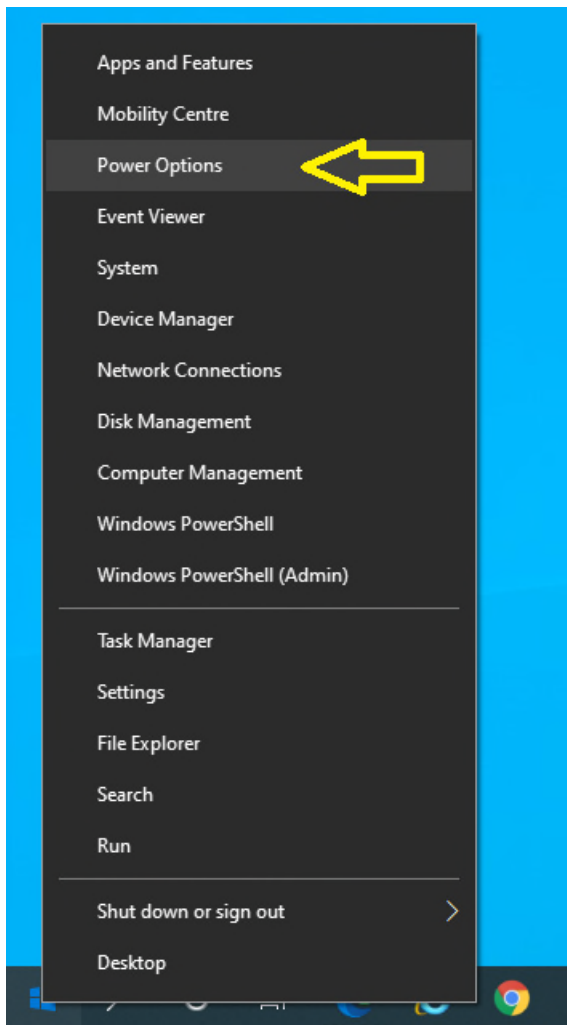 Apps and Features
Mobility Centre
Power Options
Event Viewer
System
Device Manager
Network Connections
Disk Management
Computer Management
Windows PowerShell
Windows PowerShell (Admin)
Task Manager
Settings
File Explorer
Search
Run
Shut down or sign out
Desktop